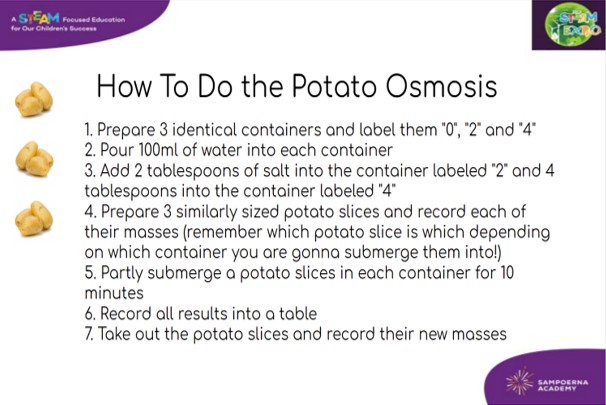 A STEAM Focused Education
for Our Children's Success
STEAM
EXPO
How To Do the Potato Osmosis
1. Prepare 3 identical containers and label them "0", "2" and "4"
2. Pour 100ml of water into each container
3. Add 2 tablespoons of salt into the container labeled "2" and 4
tablespoons into the container labeled "4"
4. Prepare 3 similarly sized potato slices and record each of
their masses (remember which potato slice is which depending
on which container you are gonna submerge them into!)
5. Partly submerge a potato slices in each container for 10
minutes
6. Record all results into a table
7. Take out the potato slices and record their new masses
SAMPOERNA
ACADEMY